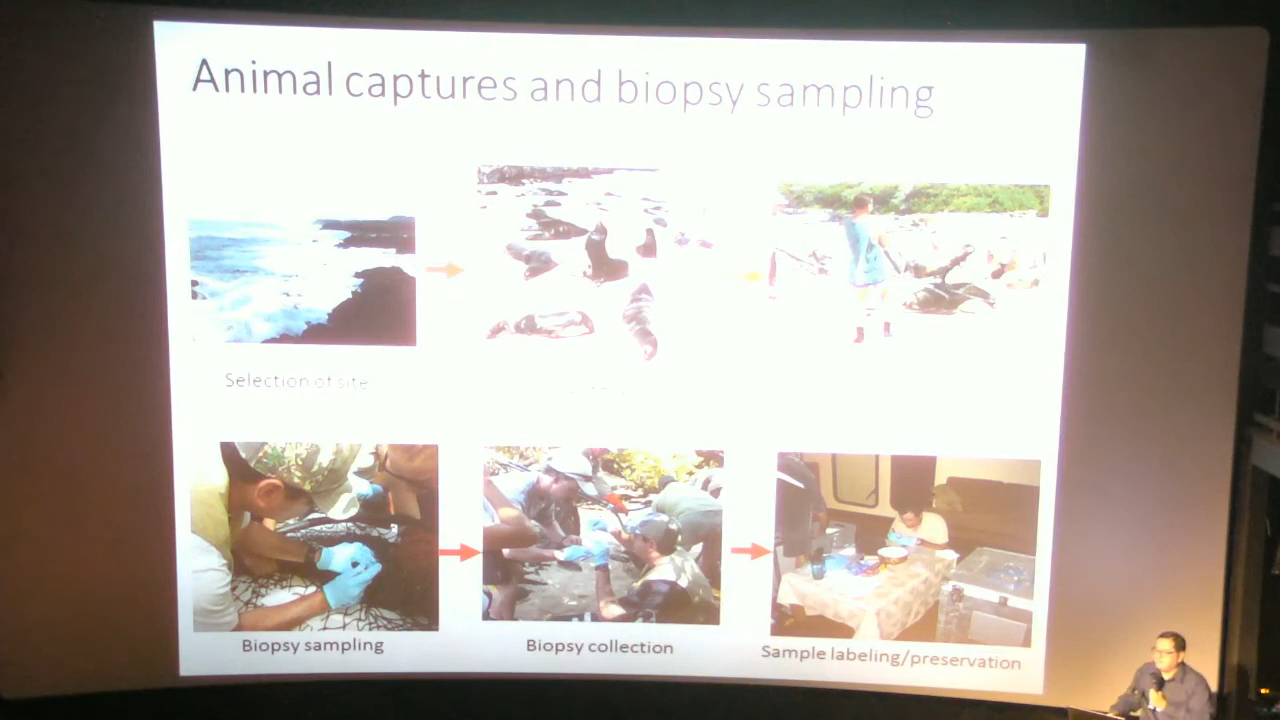 Animal captures and biopsy sampling
Selection of site
Biopsy sampling
Biopsy collection
Sample labeling/preservation